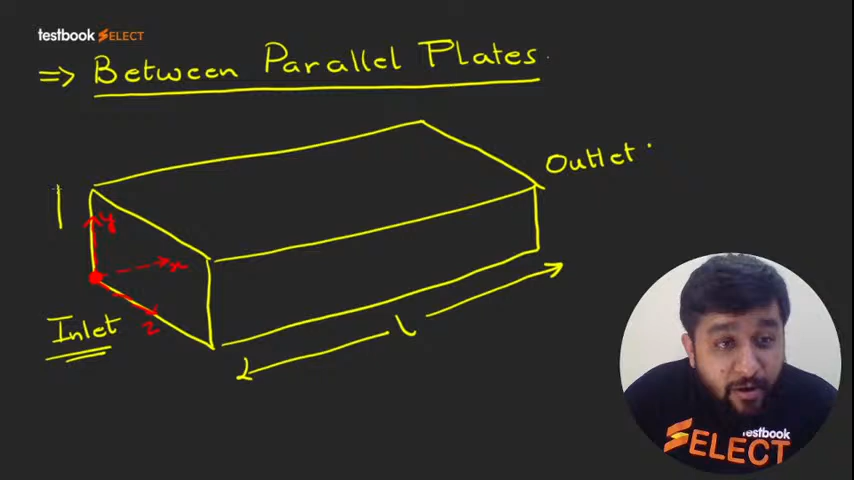 testbook SELECT
=> Between Parallel Plates
Outlet
y
x
Inlet
z
L
testbook
SELECT